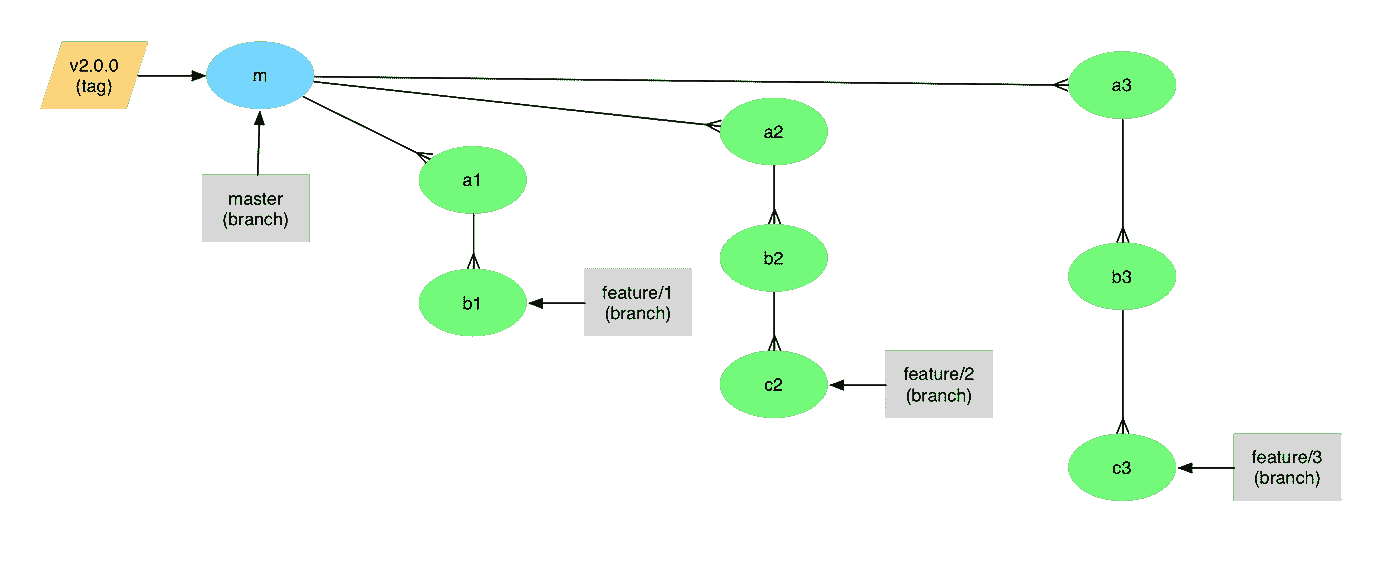 v2.0.0
(tag)
m
master
(branch)
a1
b1
feature/1
(branch)
a2
b2
c2
feature/2
(branch)
a3
b3
c3
feature/3
(branch)